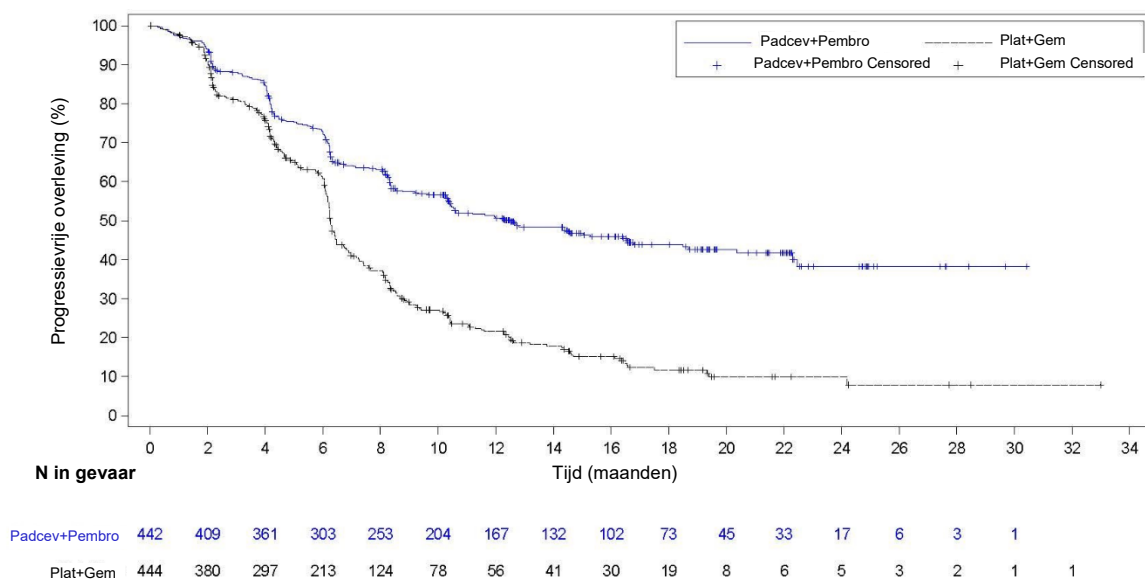 Padcev+Pembro Plat+Gem
Padcev+Pembro Censored Plat+Gem Censored
Progressievrije overleving (%)
100
90
80
70
60
50
40
30
20
10
0
0 2 4 6 8 10 12 14 16 18 20 22 24 26 28 30 32 34
N in gevaar Tijd (maanden)
Padcev+Pembro 442 409 361 303 253 204 167 132 102 73 45 33 17 6 3 1
Plat+Gem 444 380 297 213 124 78 56 41 30 19 8 6 5 3 2 1 1